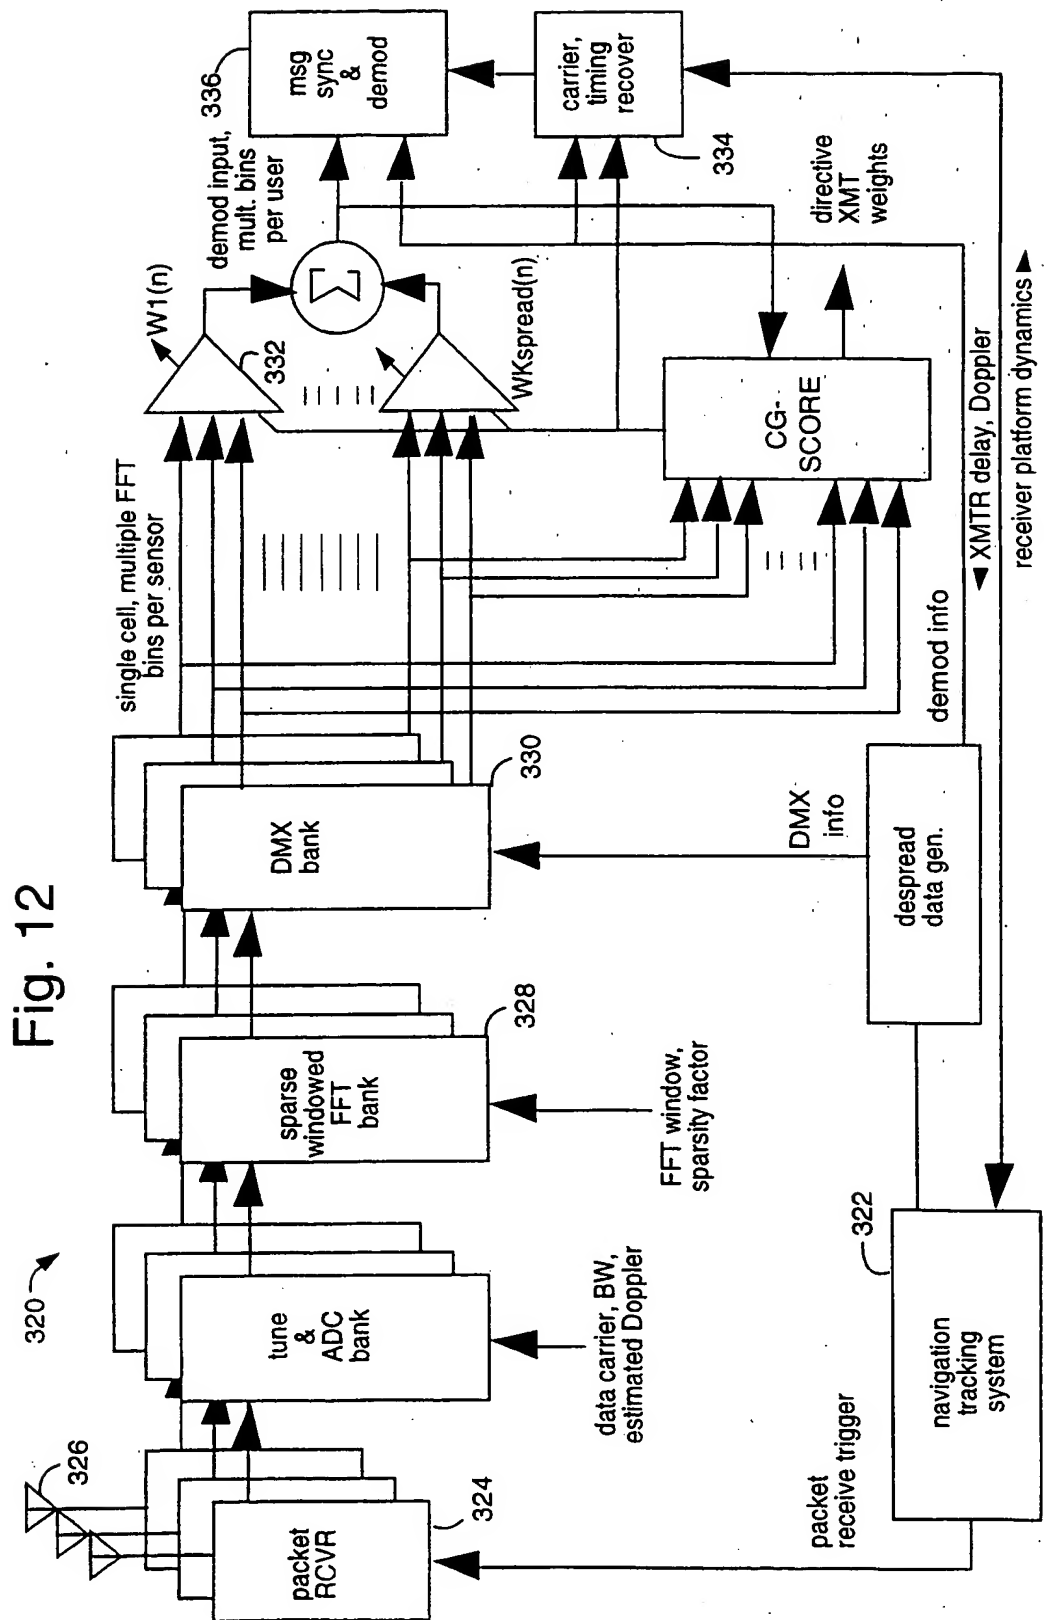 Fig. 12
320
326
packet
RCVR
324
tune
&
ADC
bank
data carrier, BW,
estimated Doppler
sparse
windowed
FFT
bank
328
FFT window,
sparsity factor
DMX
bank
330
DMX
info
single cell, multiple FFT
bins per sensor
W1(n)
332
WKspread(n)
Σ
demod input,
mult. bins
per user
336
msg
sync
&
demod
carrier,
timing
recover
334
CG-
SCORE
directive
XMT
weights
packet
receive trigger
322
navigation
tracking
system
despread
data gen.
demod info
◄ XMTR delay, Doppler
receiver platform dynamics ►